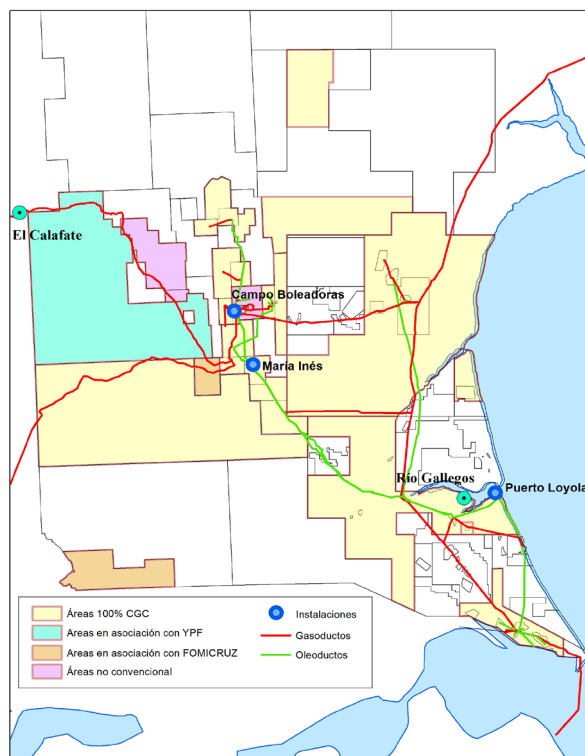 El Calafate
Campo Boleadoras
María Inés
Río Gallegos
Puerto Loyola
Áreas 100% CGC
Areas en asociación con YPF
Areas en asociación con FOMICRUZ
Áreas no convencional
Instalaciones
Gasoductos
Oleoductos